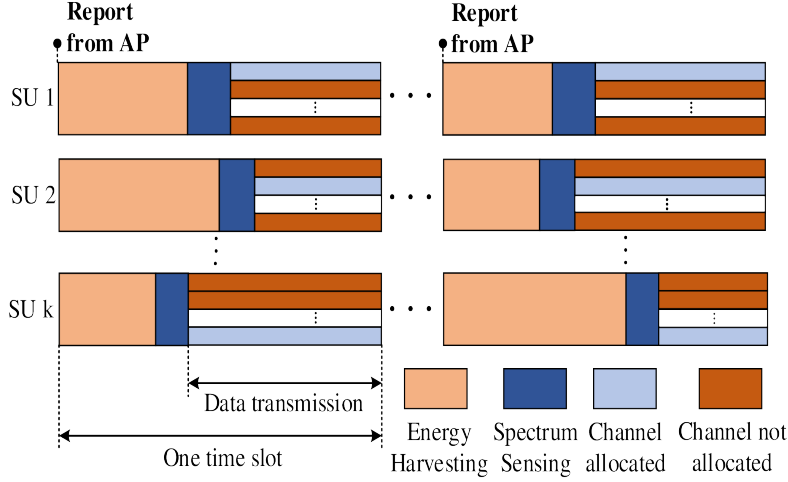 Report
from AP
Report
from AP
SU 1
SU 2
SU k
Data transmission
One time slot
Energy
Harvesting
Spectrum
Sensing
Channel
allocated
Channel not
allocated